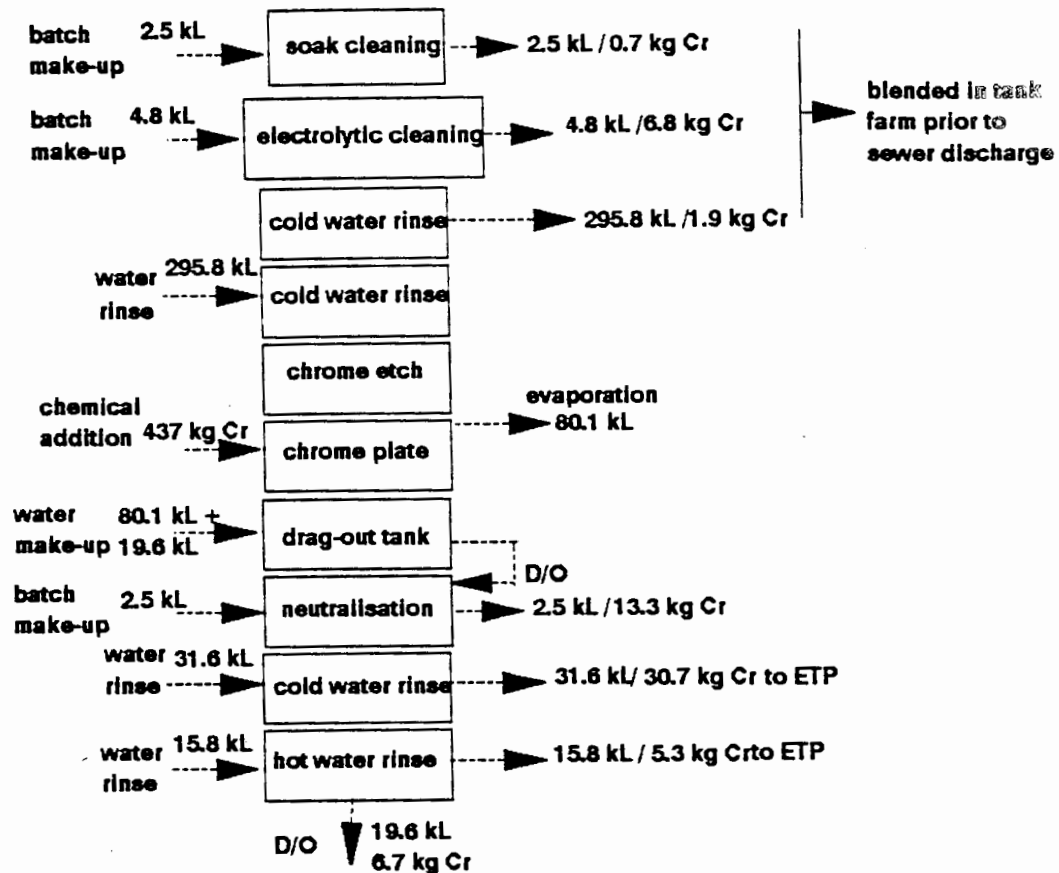 batch 2.5 kL
make-up
soak cleaning
2.5 kL / 0.7 kg Cr
batch 4.8 kL
make-up
electrolytic cleaning
4.8 kL /6.8 kg Cr
blended in tank
farm prior to
sewer discharge
cold water rinse
295.8 kL /1.9 kg Cr
water 295.8 kL
rinse
cold water rinse
chrome etch
evaporation
80.1 kL
chemical
addition 437 kg Cr
chrome plate
water 80.1 kL +
make-up 19.6 kL
drag-out tank
D/O
batch 2.5 kL
make-up
neutralisation
2.5 kL / 13.3 kg Cr
water 31.6 kL
rinse
cold water rinse
31.6 kL/ 30.7 kg Cr to ETP
water 15.8 kL
rinse
hot water rinse
15.8 kL / 5.3 kg Crto ETP
D/O
19.6 kL
6.7 kg Cr